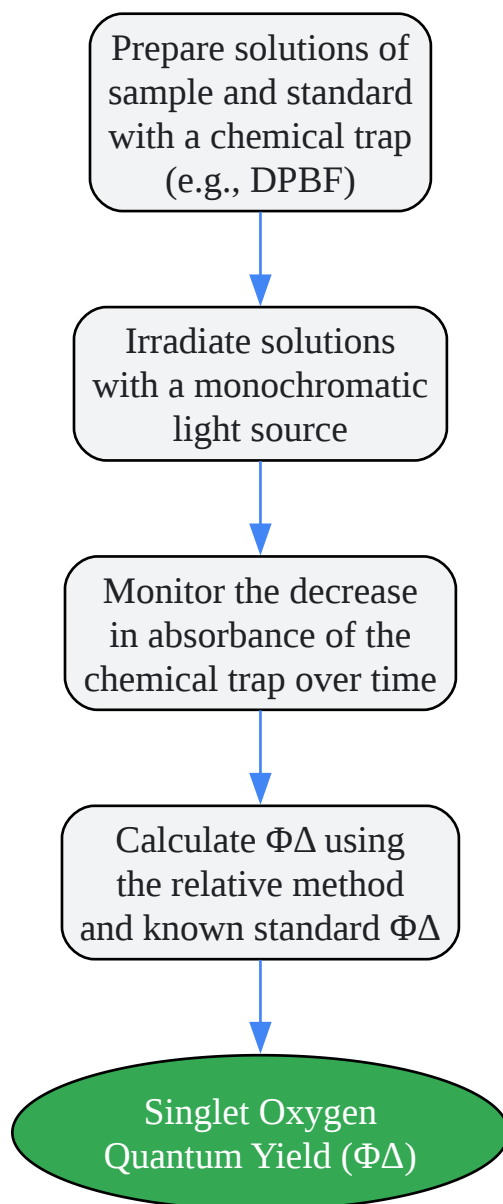 Prepare solutions of
sample and standard
with a chemical trap
(e.g., DPBF)
Irradiate solutions
with a monochromatic
light source
Monitor the decrease
in absorbance of the
chemical trap over time
Calculate ΦΔ using
the relative method
and known standard ΦΔ
Singlet Oxygen
Quantum Yield (ΦΔ)